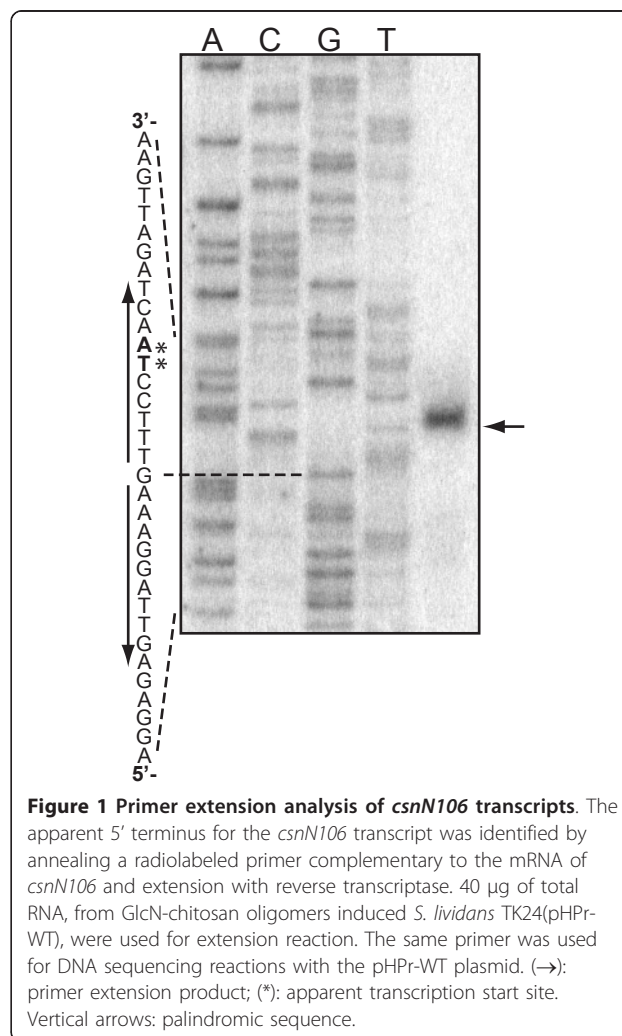 A C G T
3'-
AAGTTAGATCAATCCTTTGAAAGGATTGAGAGGA
**
5'-
Figure 1 Primer extension analysis of csnN106 transcripts. The
apparent 5' terminus for the csnN106 transcript was identified by
annealing a radiolabeled primer complementary to the mRNA of
csnN106 and extension with reverse transcriptase. 40 μg of total
RNA, from GlcN-chitosan oligomers induced S. lividans TK24(pHPr-
WT), were used for extension reaction. The same primer was used
for DNA sequencing reactions with the pHPr-WT plasmid. (→):
primer extension product; (*): apparent transcription start site.
Vertical arrows: palindromic sequence.